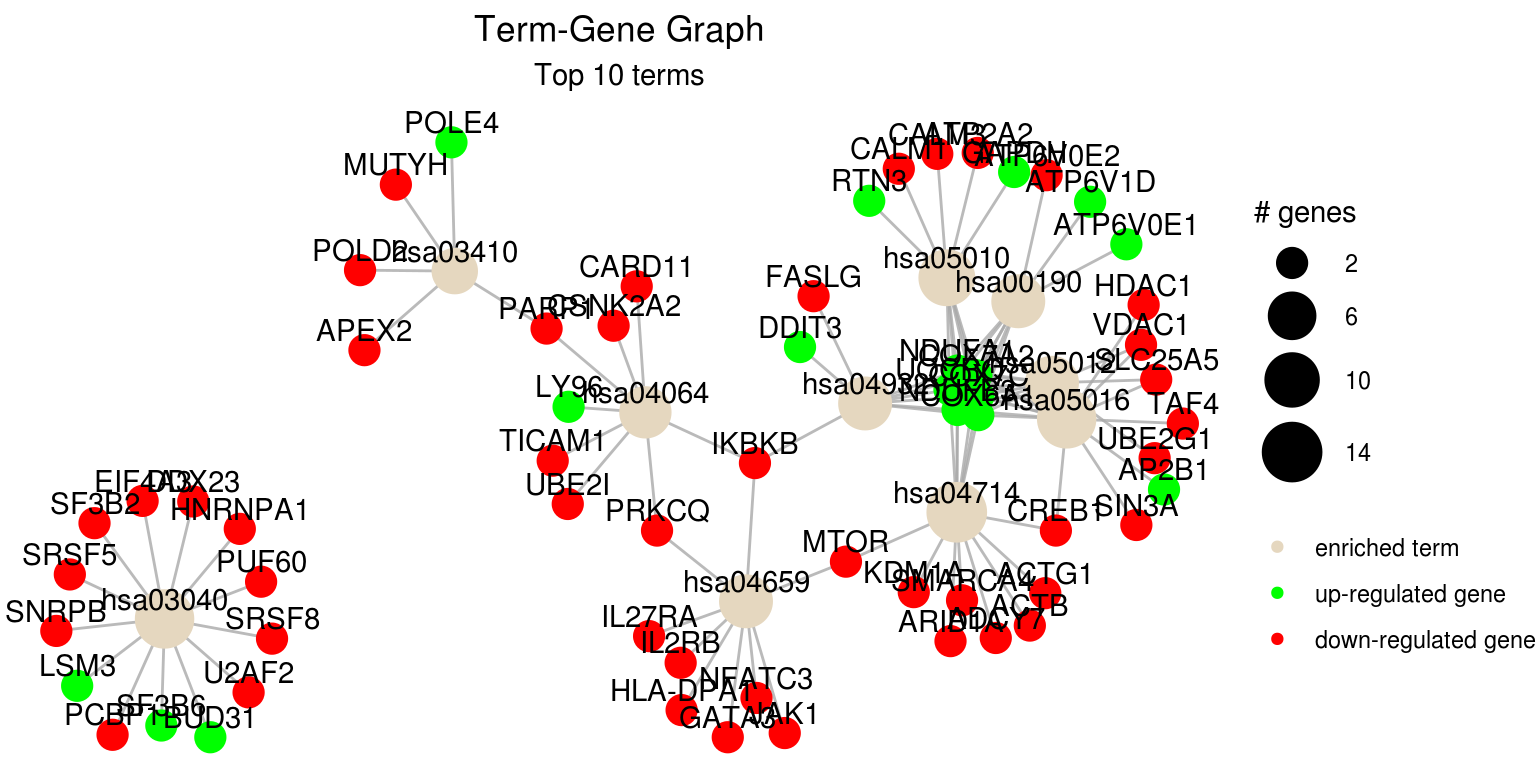 Term-Gene Graph
Top 10 terms
POLE4
MUTYH
POLD2
hsa03410
APEX2
PARP1
CARD11
CSNK2A2
LY96
hsa04064
TICAM1
UBE2I
IKBKB
PRKCQ
FASLG
DDIT3
hsa04932
RTN3
CALM1
CALM3
ATP2A2
GAPDH
ATP6V0E2
ATP6V1D
ATP6V0E1
hsa05010
hsa00190
HDAC1
VDAC1
SLC25A5
TAF4
UBE2G1
AP2B1
SIN3A
CREB1
hsa05012
hsa05016
NDUFA1
COX7A2
NDUFB3
COX6A1
hsa04714
MTOR
KDM1A
SMARCA4
ACTG1
ACTB
ARID1A
ADCY7
hsa04659
IL27RA
IL2RB
HLA-DPA1
NFATC3
GATA3
JAK1
EIF4A3
DDX23
SF3B2
HNRNPA1
SRSF5
PUF60
hsa03040
SNRPB
SRSF8
LSM3
U2AF2
SF3B6
PCBP1
BUD31
# genes
2
6
10
14
enriched term
up-regulated gene
down-regulated gene